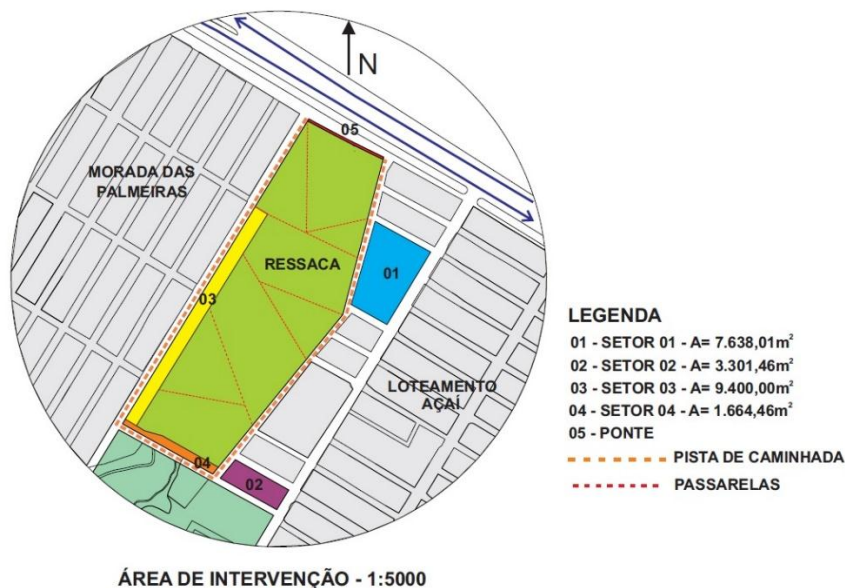 N
05
MORADA DAS
PALMEIRAS
RESSACA
01
03
LOTEAMENTO
AÇAÍ
04
02
LEGENDA
01 - SETOR 01 - A= 7.638,01m²
02 - SETOR 02 - A= 3.301,46m²
03 - SETOR 03 - A= 9.400,00m²
04 - SETOR 04 - A= 1.664,46m²
05 - PONTE
PISTA DE CAMINHADA
PASSARELAS
ÁREA DE INTERVENÇÃO - 1:5000